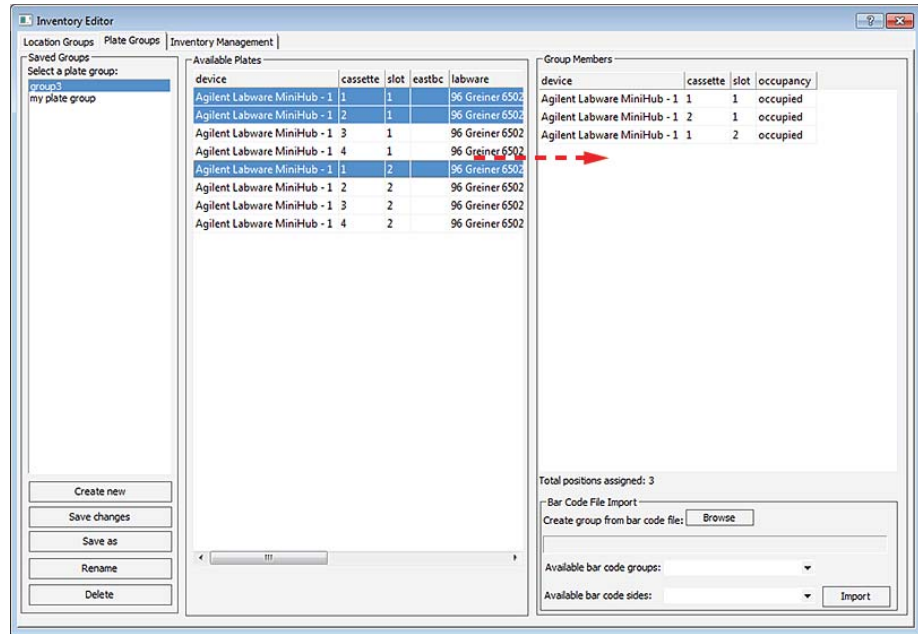 Inventory Editor
Location Groups Plate Groups Inventory Management
Saved Groups
Select a plate group:
group3
my plate group
Create new
Save changes
Save as
Rename
Delete
Available Plates
device cassette slot eastbc labware
Agilent Labware MiniHub - 1 1 1 96 Greiner 6502
Agilent Labware MiniHub - 1 2 1 96 Greiner 6502
Agilent Labware MiniHub - 1 3 1 96 Greiner 6502
Agilent Labware MiniHub - 1 4 1 96 Greiner 6502
Agilent Labware MiniHub - 1 1 2 96 Greiner 6502
Agilent Labware MiniHub - 1 2 2 96 Greiner 6502
Agilent Labware MiniHub - 1 3 2 96 Greiner 6502
Agilent Labware MiniHub - 1 4 2 96 Greiner 6502
Group Members
device cassette slot occupancy
Agilent Labware MiniHub - 1 1 1 occupied
Agilent Labware MiniHub - 1 2 1 occupied
Agilent Labware MiniHub - 1 1 2 occupied
Total positions assigned: 3
Bar Code File Import
Create group from bar code file: Browse
Available bar code groups:
Available bar code sides: Import